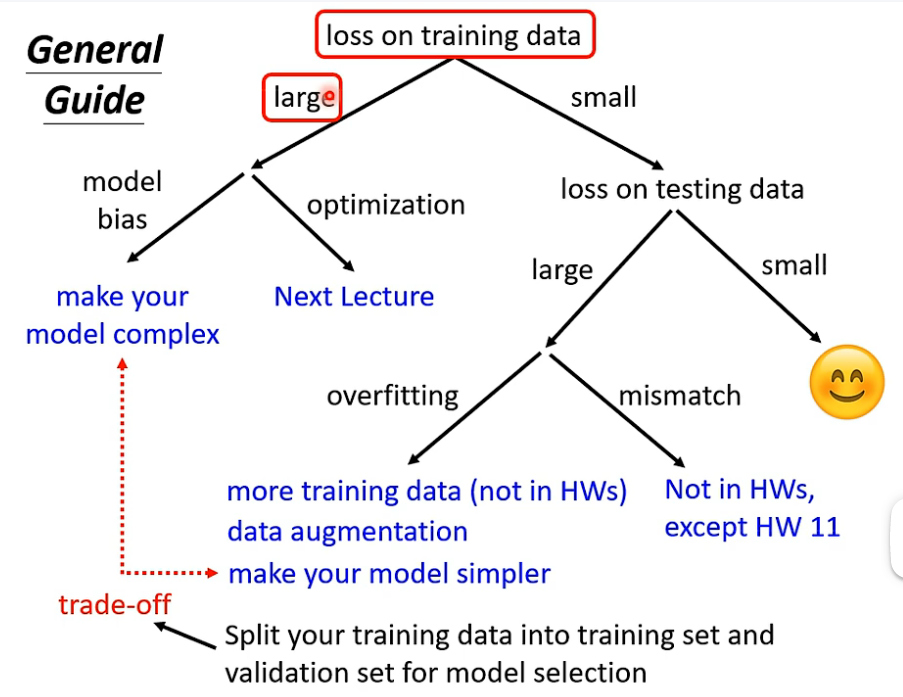 General
Guide
loss on training data
large
small
model
bias
optimization
loss on testing data
make your
model complex
Next Lecture
large
small
overfitting
mismatch
more training data (not in HWs)
data augmentation
make your model simpler
Not in HWs,
except HW 11
trade-off
Split your training data into training set and
validation set for model selection